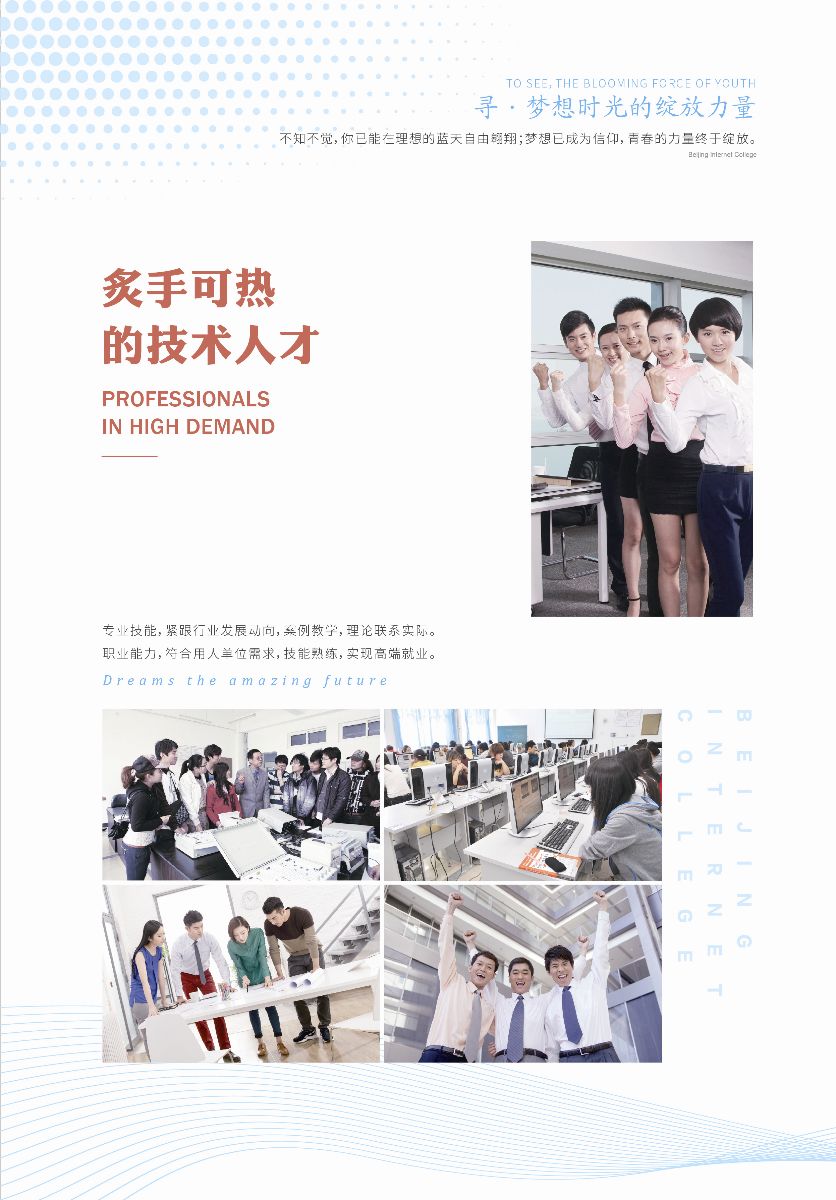 TO SEE, THE BLOOMING FORCE OF YOUTH
寻·梦想时光的绽放力量
不知不觉,你已能在理想的蓝天自由翱翔;梦想已成为信仰,青春的力量终于绽放。
Beijing Internet College
炙手可热
的技术人才
PROFESSIONALS
IN HIGH DEMAND
专业技能,紧跟行业发展动向,案例教学,理论联系实际。
职业能力,符合用人单位需求,技能熟练,实现高端就业。
Dreams the amazing future
BEIJING
INTERNET
COLLEGE